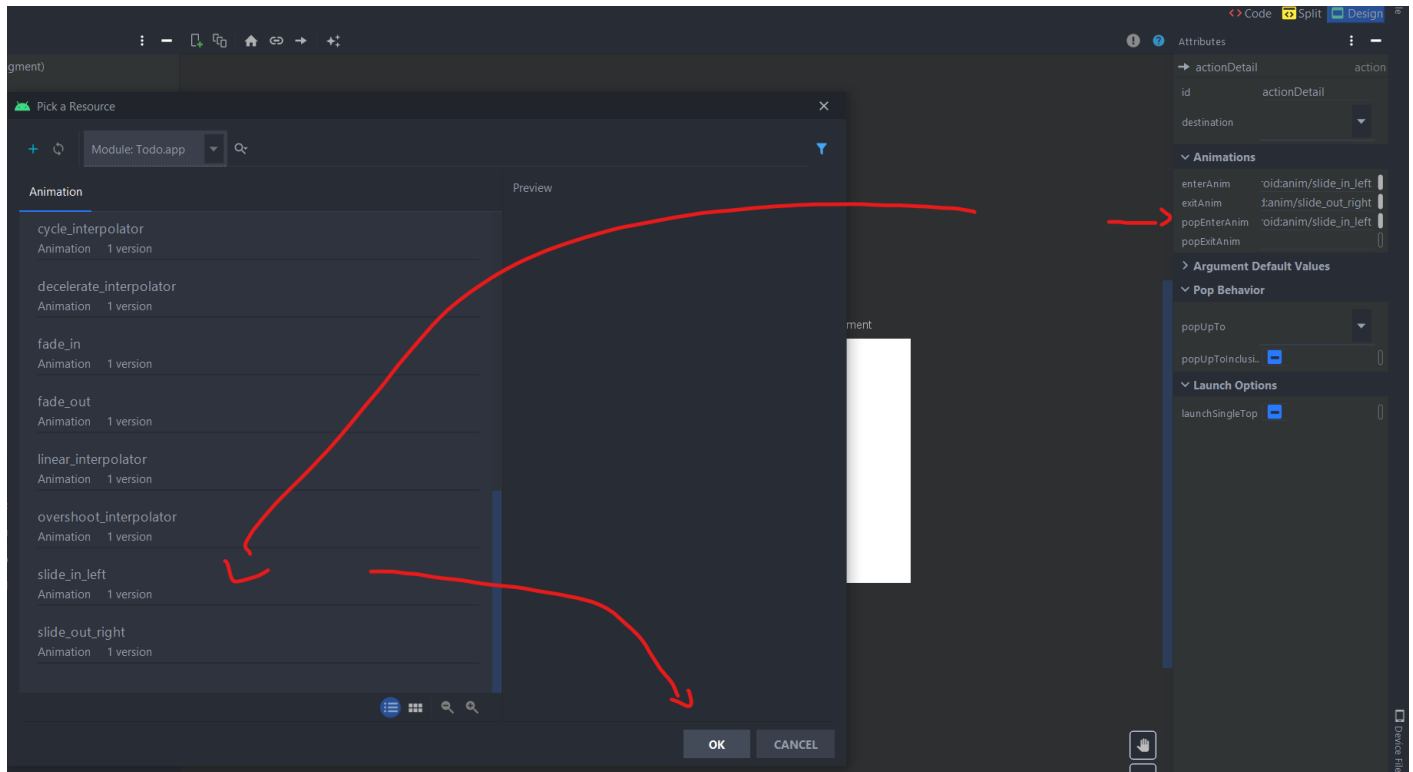 Code Split Design
gment)
Attributes
actionDetail action
id actionDetail
destination
Animations
enterAnim roid:anim/slide_in_left
exitAnim d:anim/slide_out_right
popEnterAnim roid:anim/slide_in_left
popExitAnim
Argument Default Values
Pop Behavior
popUpTo
popUpToInclusi..
Launch Options
launchSingleTop
Pick a Resource
Module: Todo.app
Animation
Preview
cycle_interpolator
Animation 1 version
decelerate_interpolator
Animation 1 version
fade_in
Animation 1 version
fade_out
Animation 1 version
linear_interpolator
Animation 1 version
overshoot_interpolator
Animation 1 version
slide_in_left
Animation 1 version
slide_out_right
Animation 1 version
OK CANCEL
ment
Device File